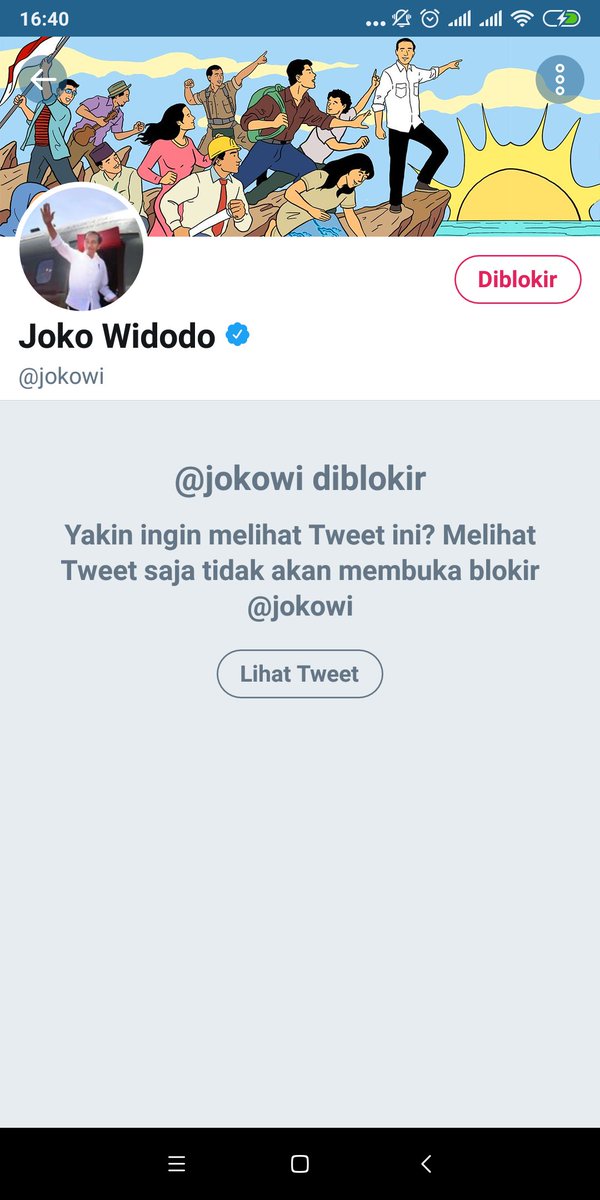 16:40
Diblokir
Joko Widodo
@jokowi
@jokowi diblokir
Yakin ingin melihat Tweet ini? Melihat
Tweet saja tidak akan membuka blokir
@jokowi
Lihat Tweet